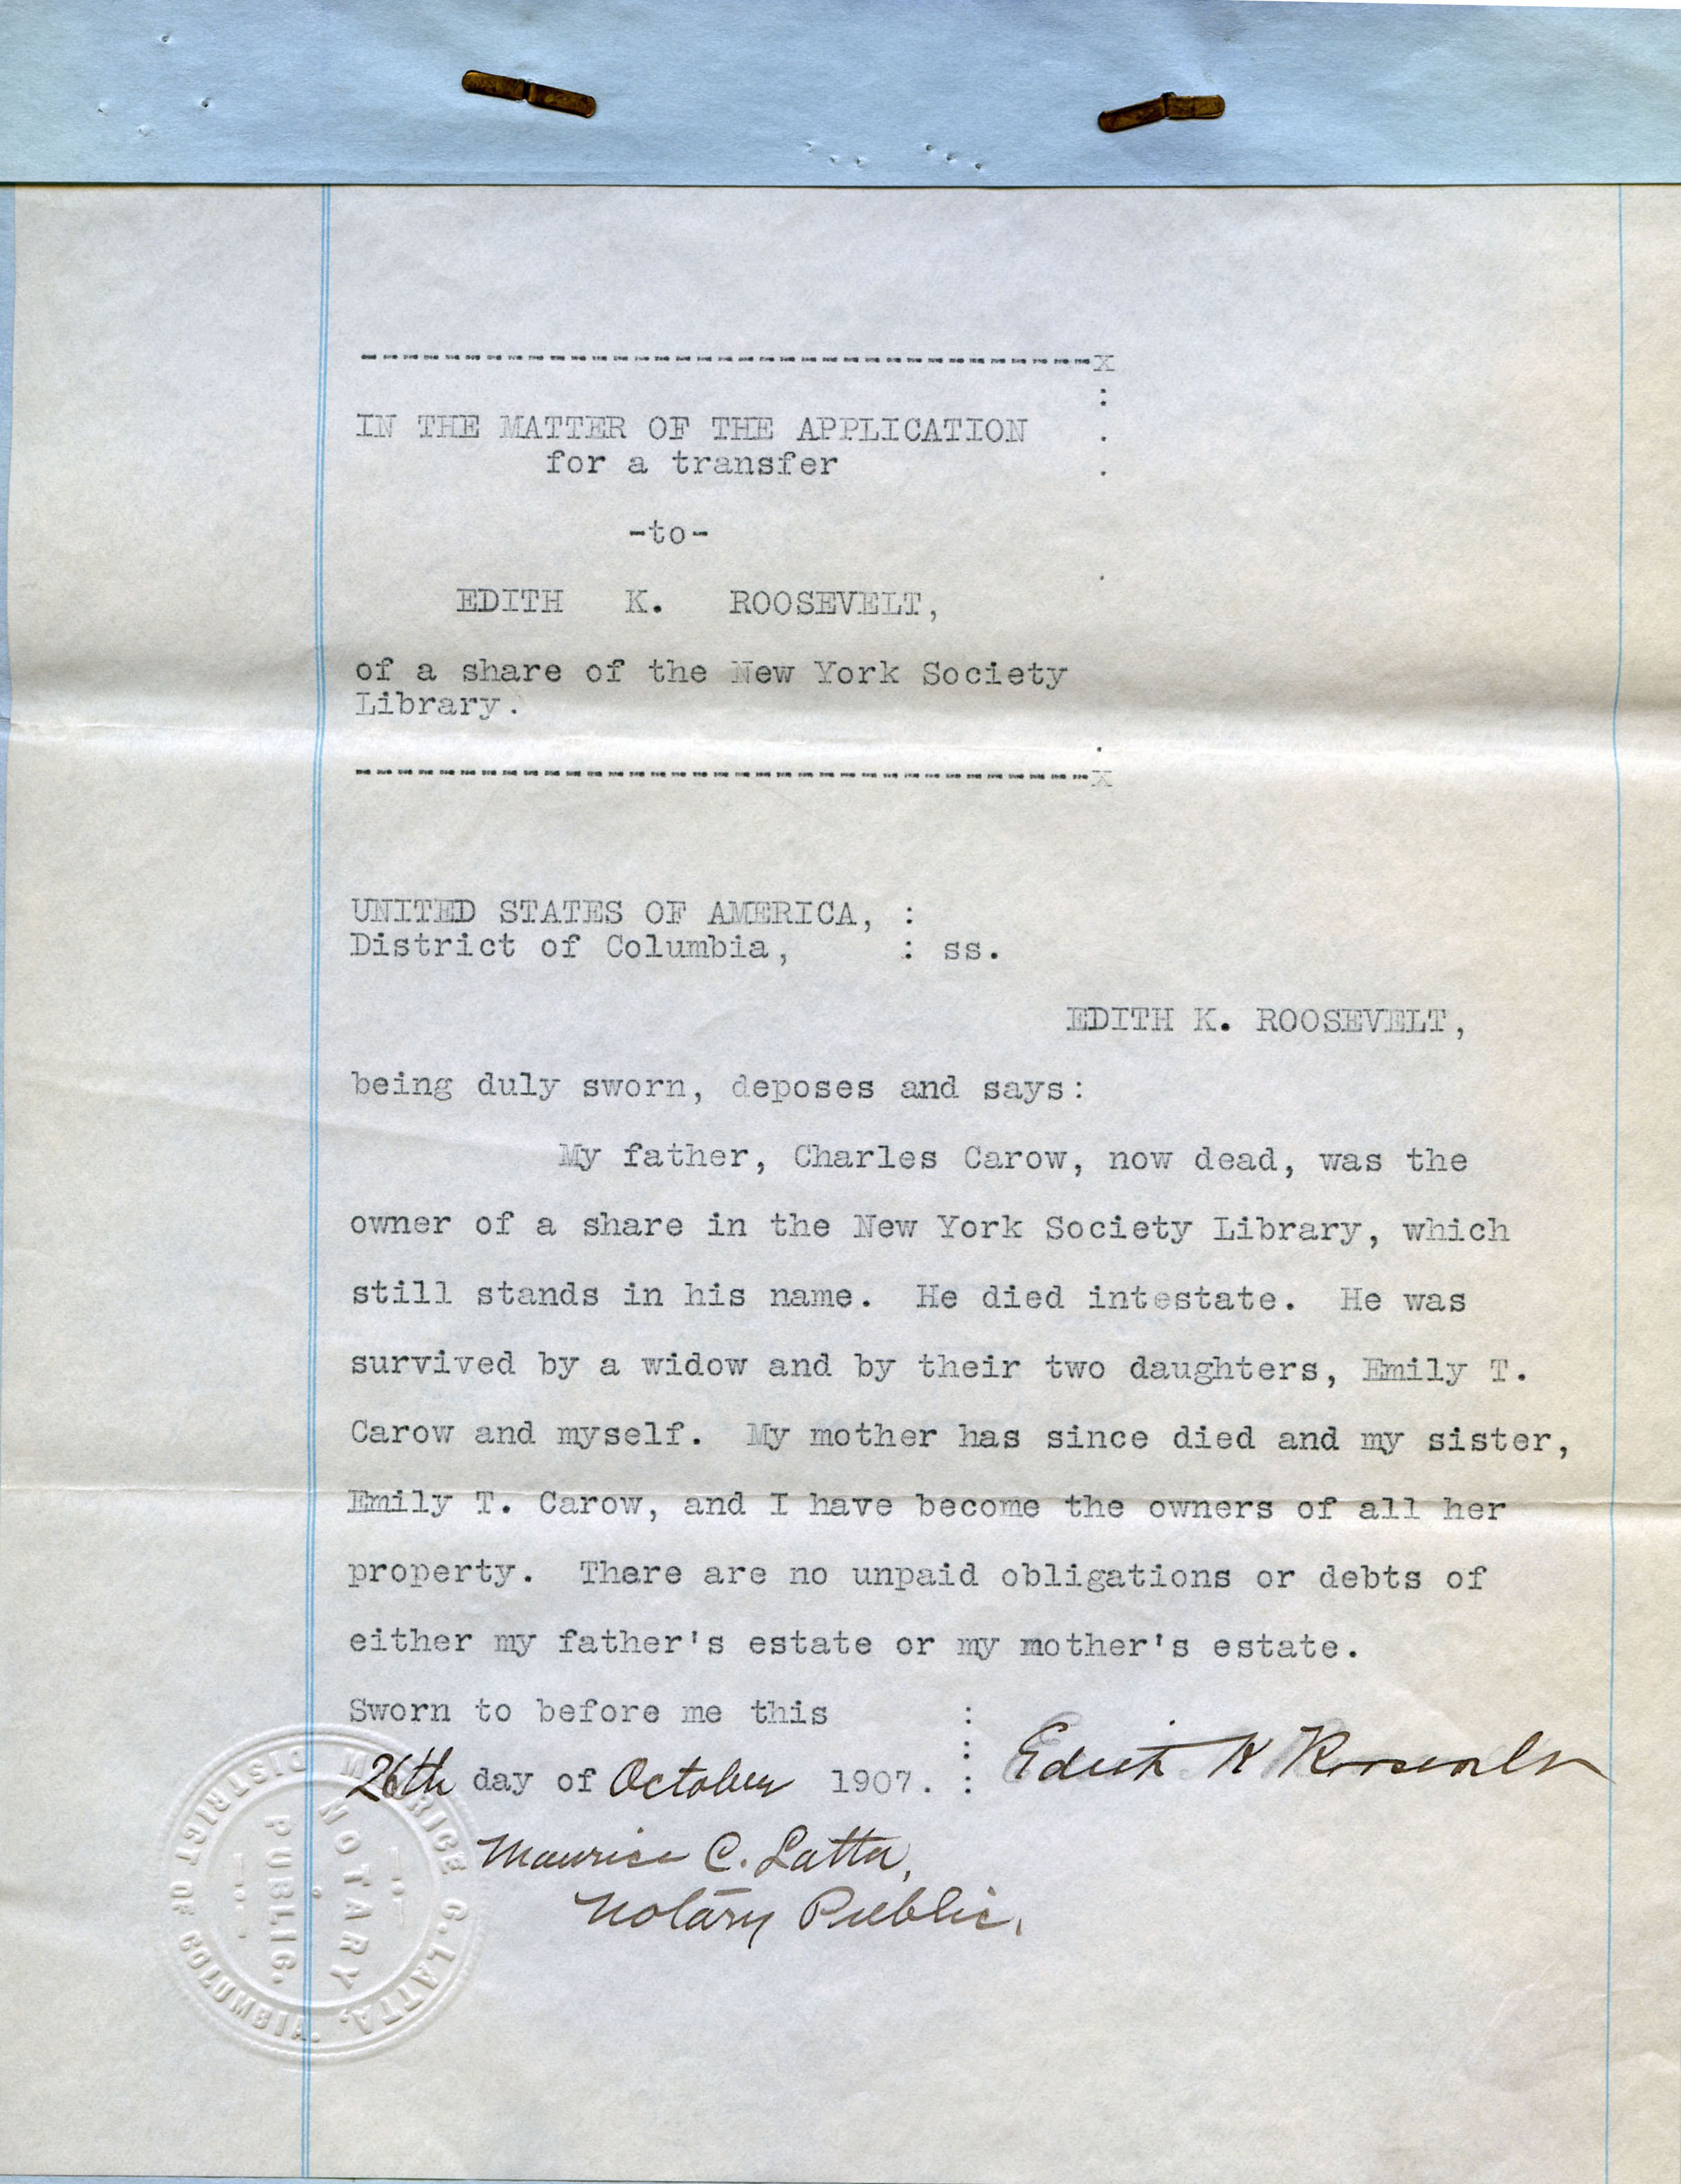 ------------------------------------x
:
IN THE MATTER OF THE APPLICATION .
for a transfer .
-to-
.
EDITH K. ROOSEVELT,
of a share of the New York Society
Library.
.
------------------------------------x
UNITED STATES OF AMERICA, :
District of Columbia, : ss.
EDITH K. ROOSEVELT,
being duly sworn, deposes and says:
My father, Charles Carow, now dead, was the
owner of a share in the New York Society Library, which
still stands in his name. He died intestate. He was
survived by a widow and by their two daughters, Emily T.
Carow and myself. My mother has since died and my sister,
Emily T. Carow, and I have become the owners of all her
property. There are no unpaid obligations or debts of
either my father's estate or my mother's estate.
Sworn to before me this :
:
26th day of October 1907. : Edith K Roosevelt
Maurice C. Latta,
Notary Public.
MAURICE C. LATTA,
NOTARY
PUBLIC.
DISTRICT OF COLUMBIA.